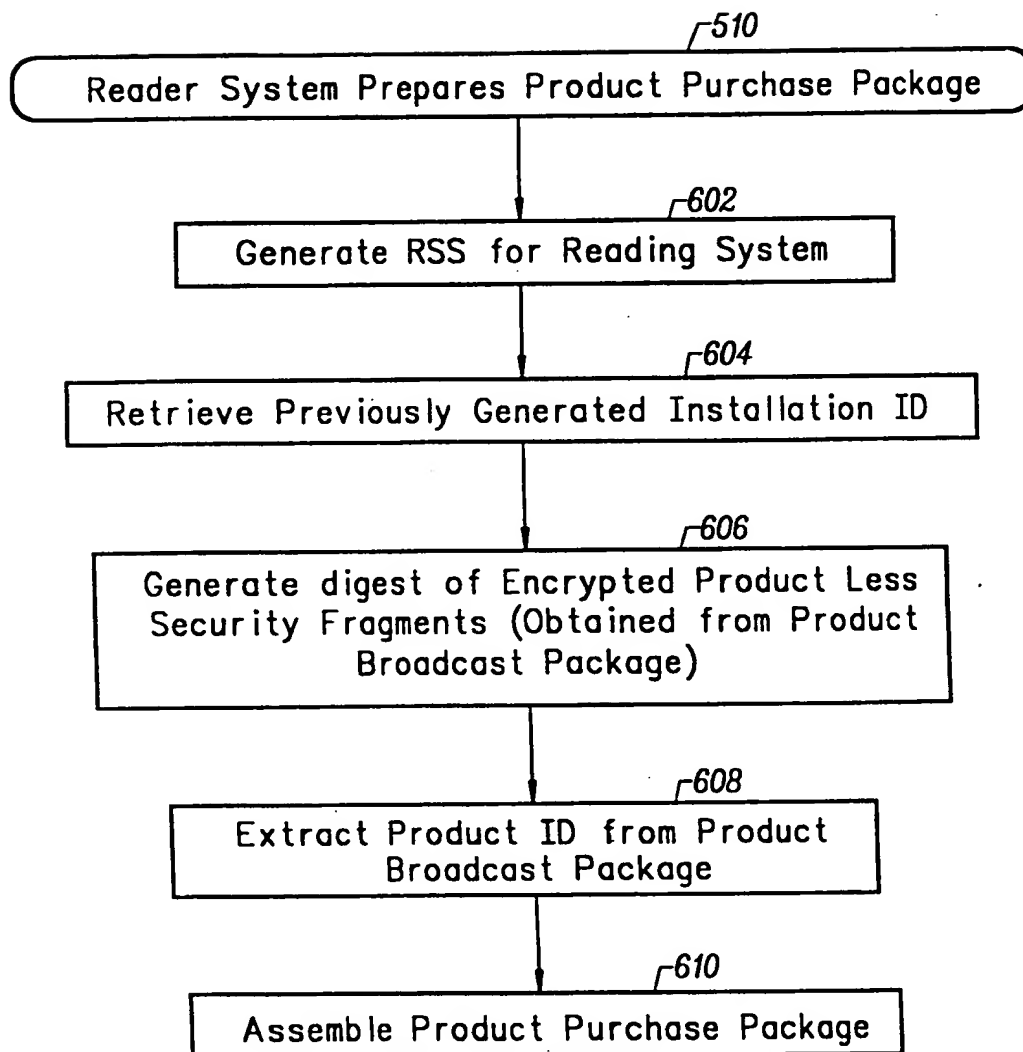 510
Reader System Prepares Product Purchase Package
602
Generate RSS for Reading System
604
Retrieve Previously Generated Installation ID
606
Generate digest of Encrypted Product Less
Security Fragments (Obtained from Product
Broadcast Package)
608
Extract Product ID from Product
Broadcast Package
610
Assemble Product Purchase Package